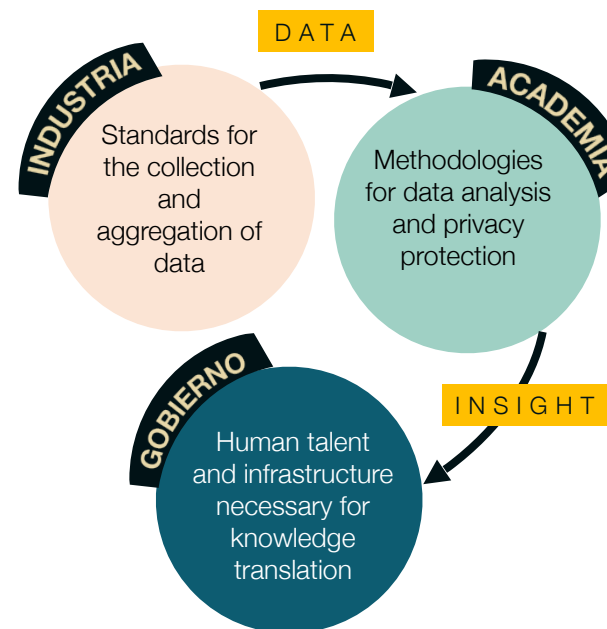 DATA
INDUSTRIA
Standards for
the collection
and
aggregation of
data
ACADEMIA
Methodologies
for data analysis
and privacy
protection
INSIGHT
GOBIERNO
Human talent
and infrastructure
necessary for
knowledge
translation